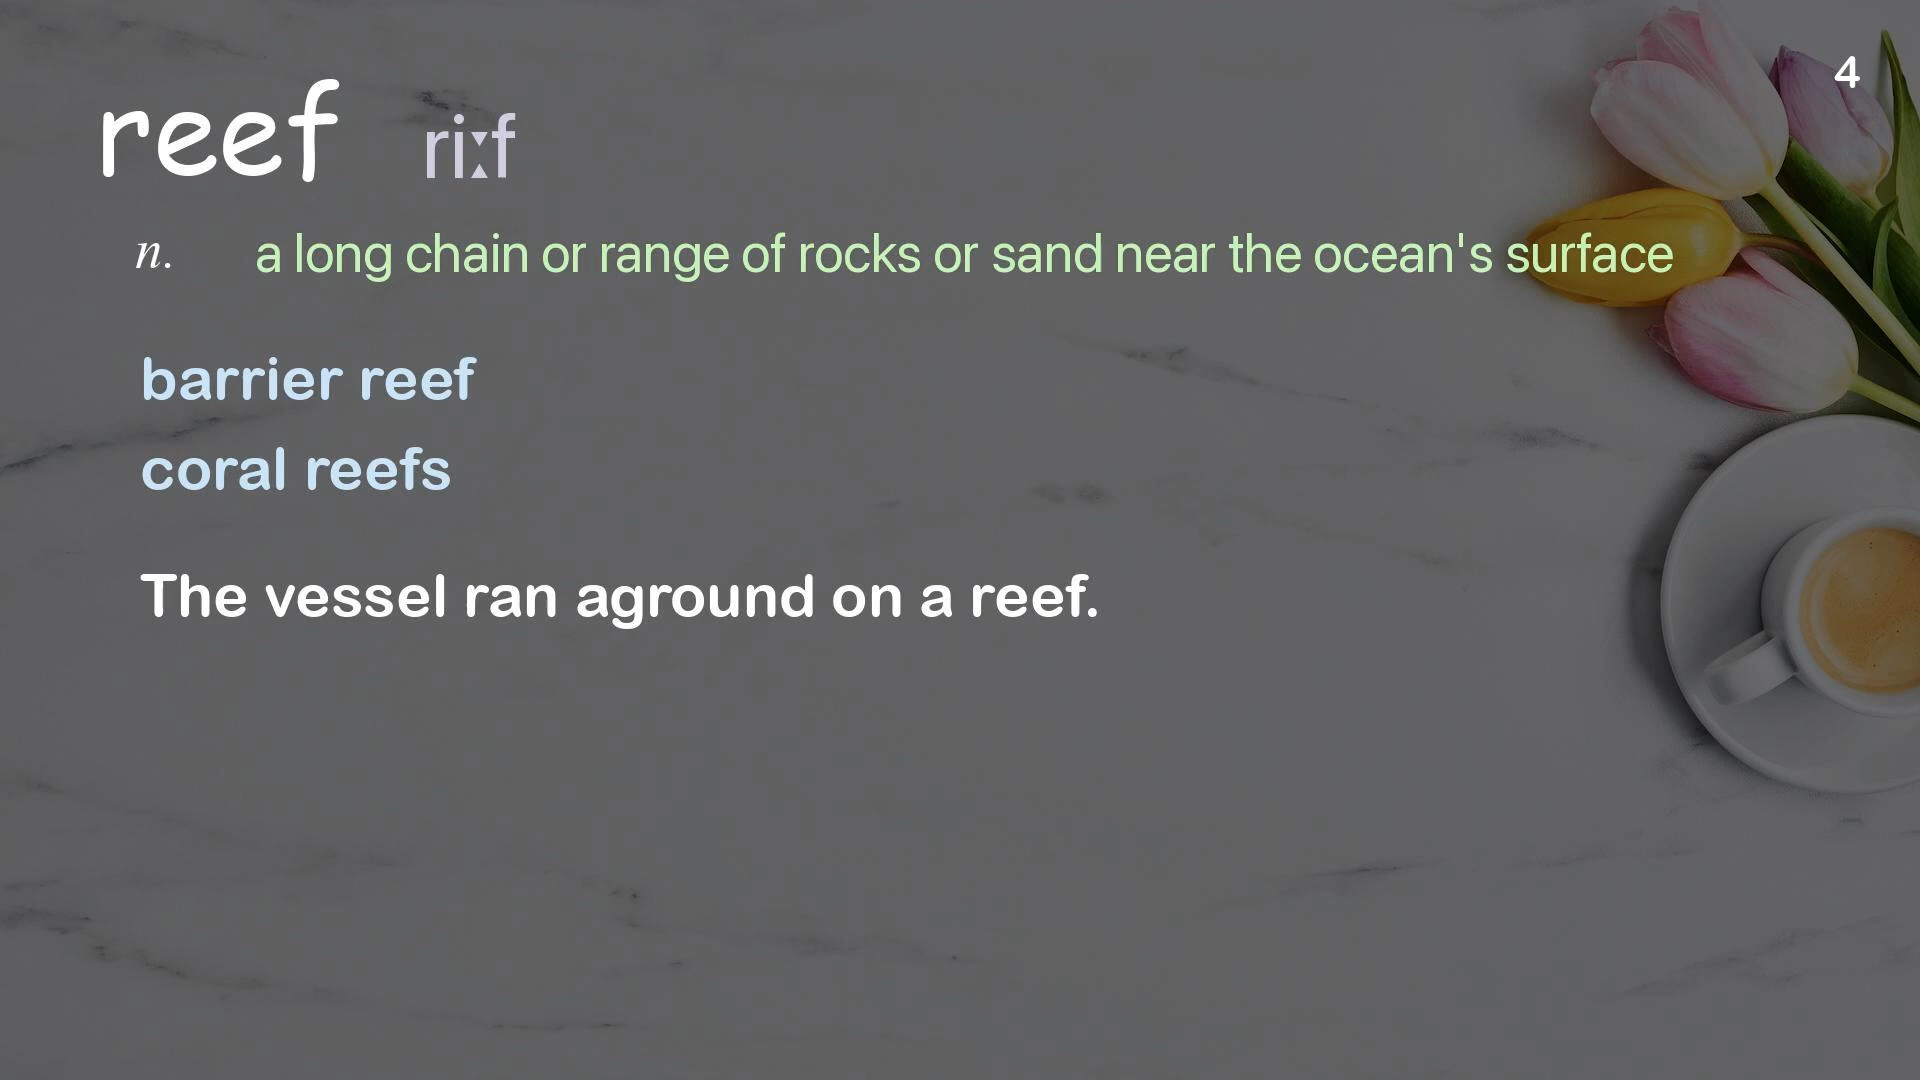 4
reef riːf
n. a long chain or range of rocks or sand near the ocean's surface
barrier reef
coral reefs
The vessel ran aground on a reef.